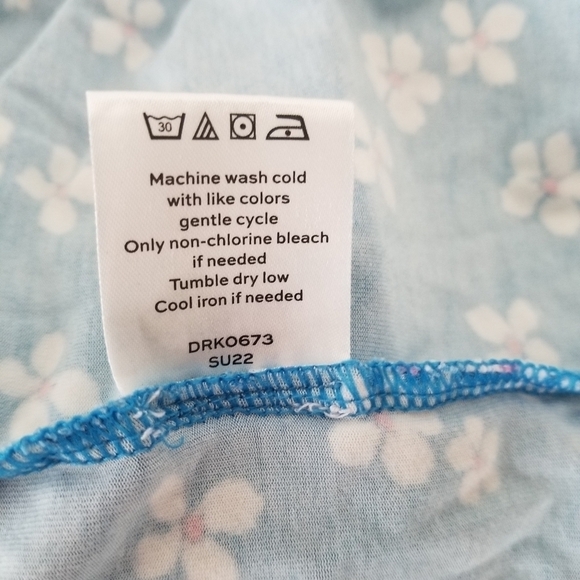 30
Machine wash cold
with like colors
gentle cycle
Only non-chlorine bleach
if needed
Tumble dry low
Cool iron if needed
DRK0673
SU22